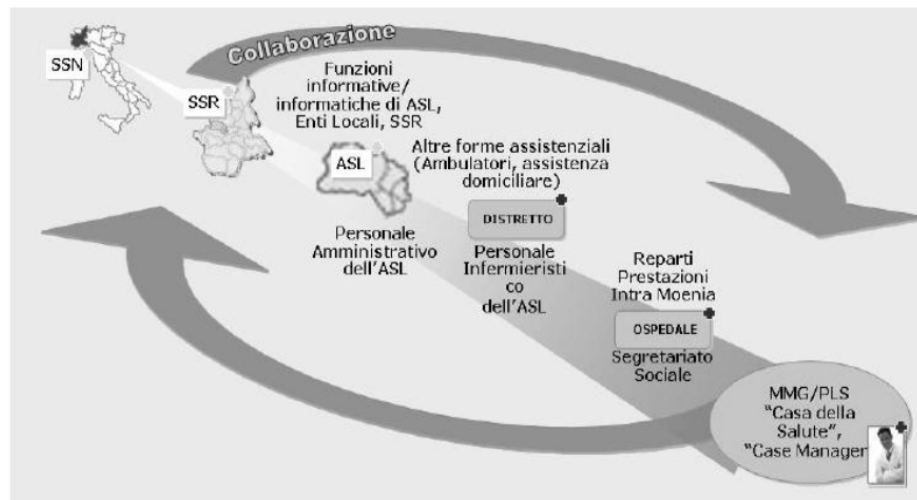 Collaborazione
SSN
SSR
Funzioni
informative/
informatiche di ASL,
Enti Locali, SSR
ASL
Altre forme assistenziali
(Ambulatori, assistenza
domiciliare)
DISTRETTO
Personale
Amministrativo
dell'ASL
Personale
Infermieristi
co
dell'ASL
Reparti
Prestazioni
Intra Moenia
OSPEDALE
Segretariato
Sociale
MMG/PLS
"Casa della
Salute",
"Case Manager